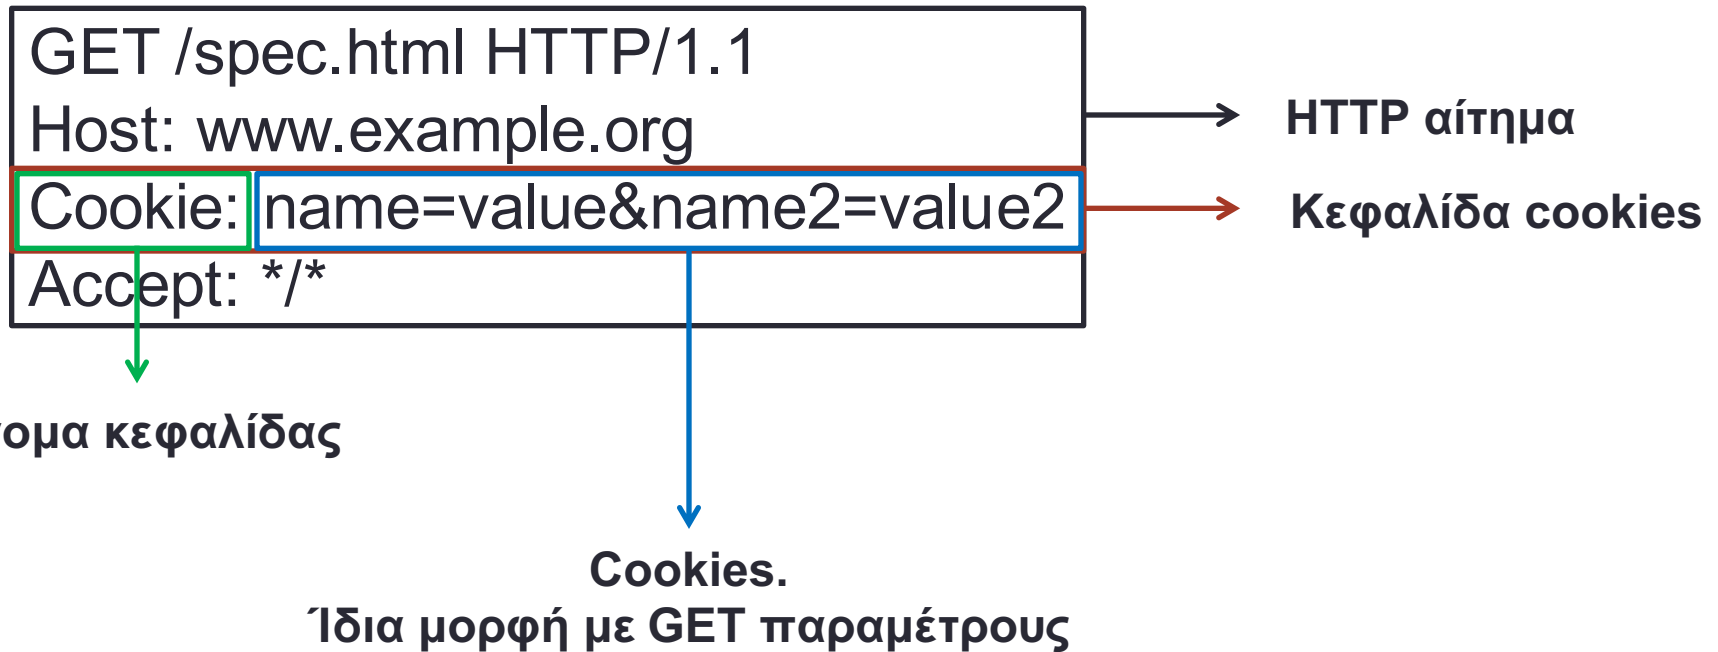 GET /spec.html HTTP/1.1
Host: www.example.org
HTTP αίτημα
Cookie: name=value&name2=value2
Κεφαλίδα cookies
Accept: */*
κεφαλίδας
Cookies.
Ίδια μορφή με GET παραμέτρους